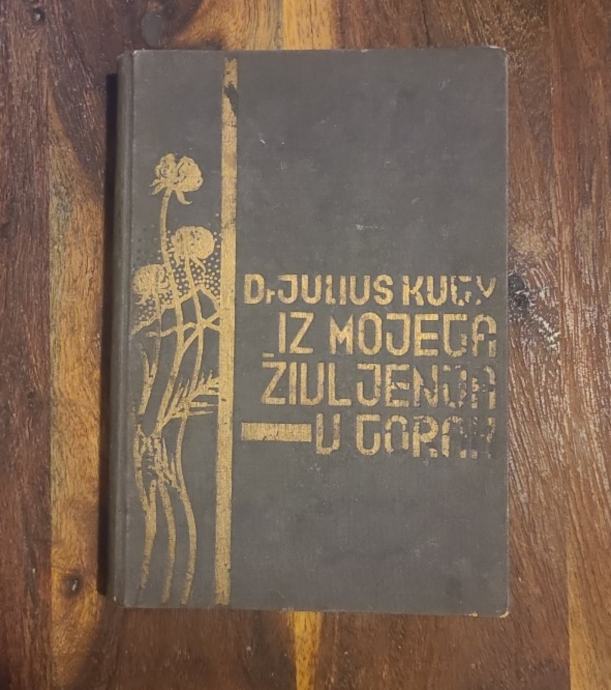 Dr JULIUS KUGY
IZ MOJEGA
ŽIVLJENJA
V GORAH